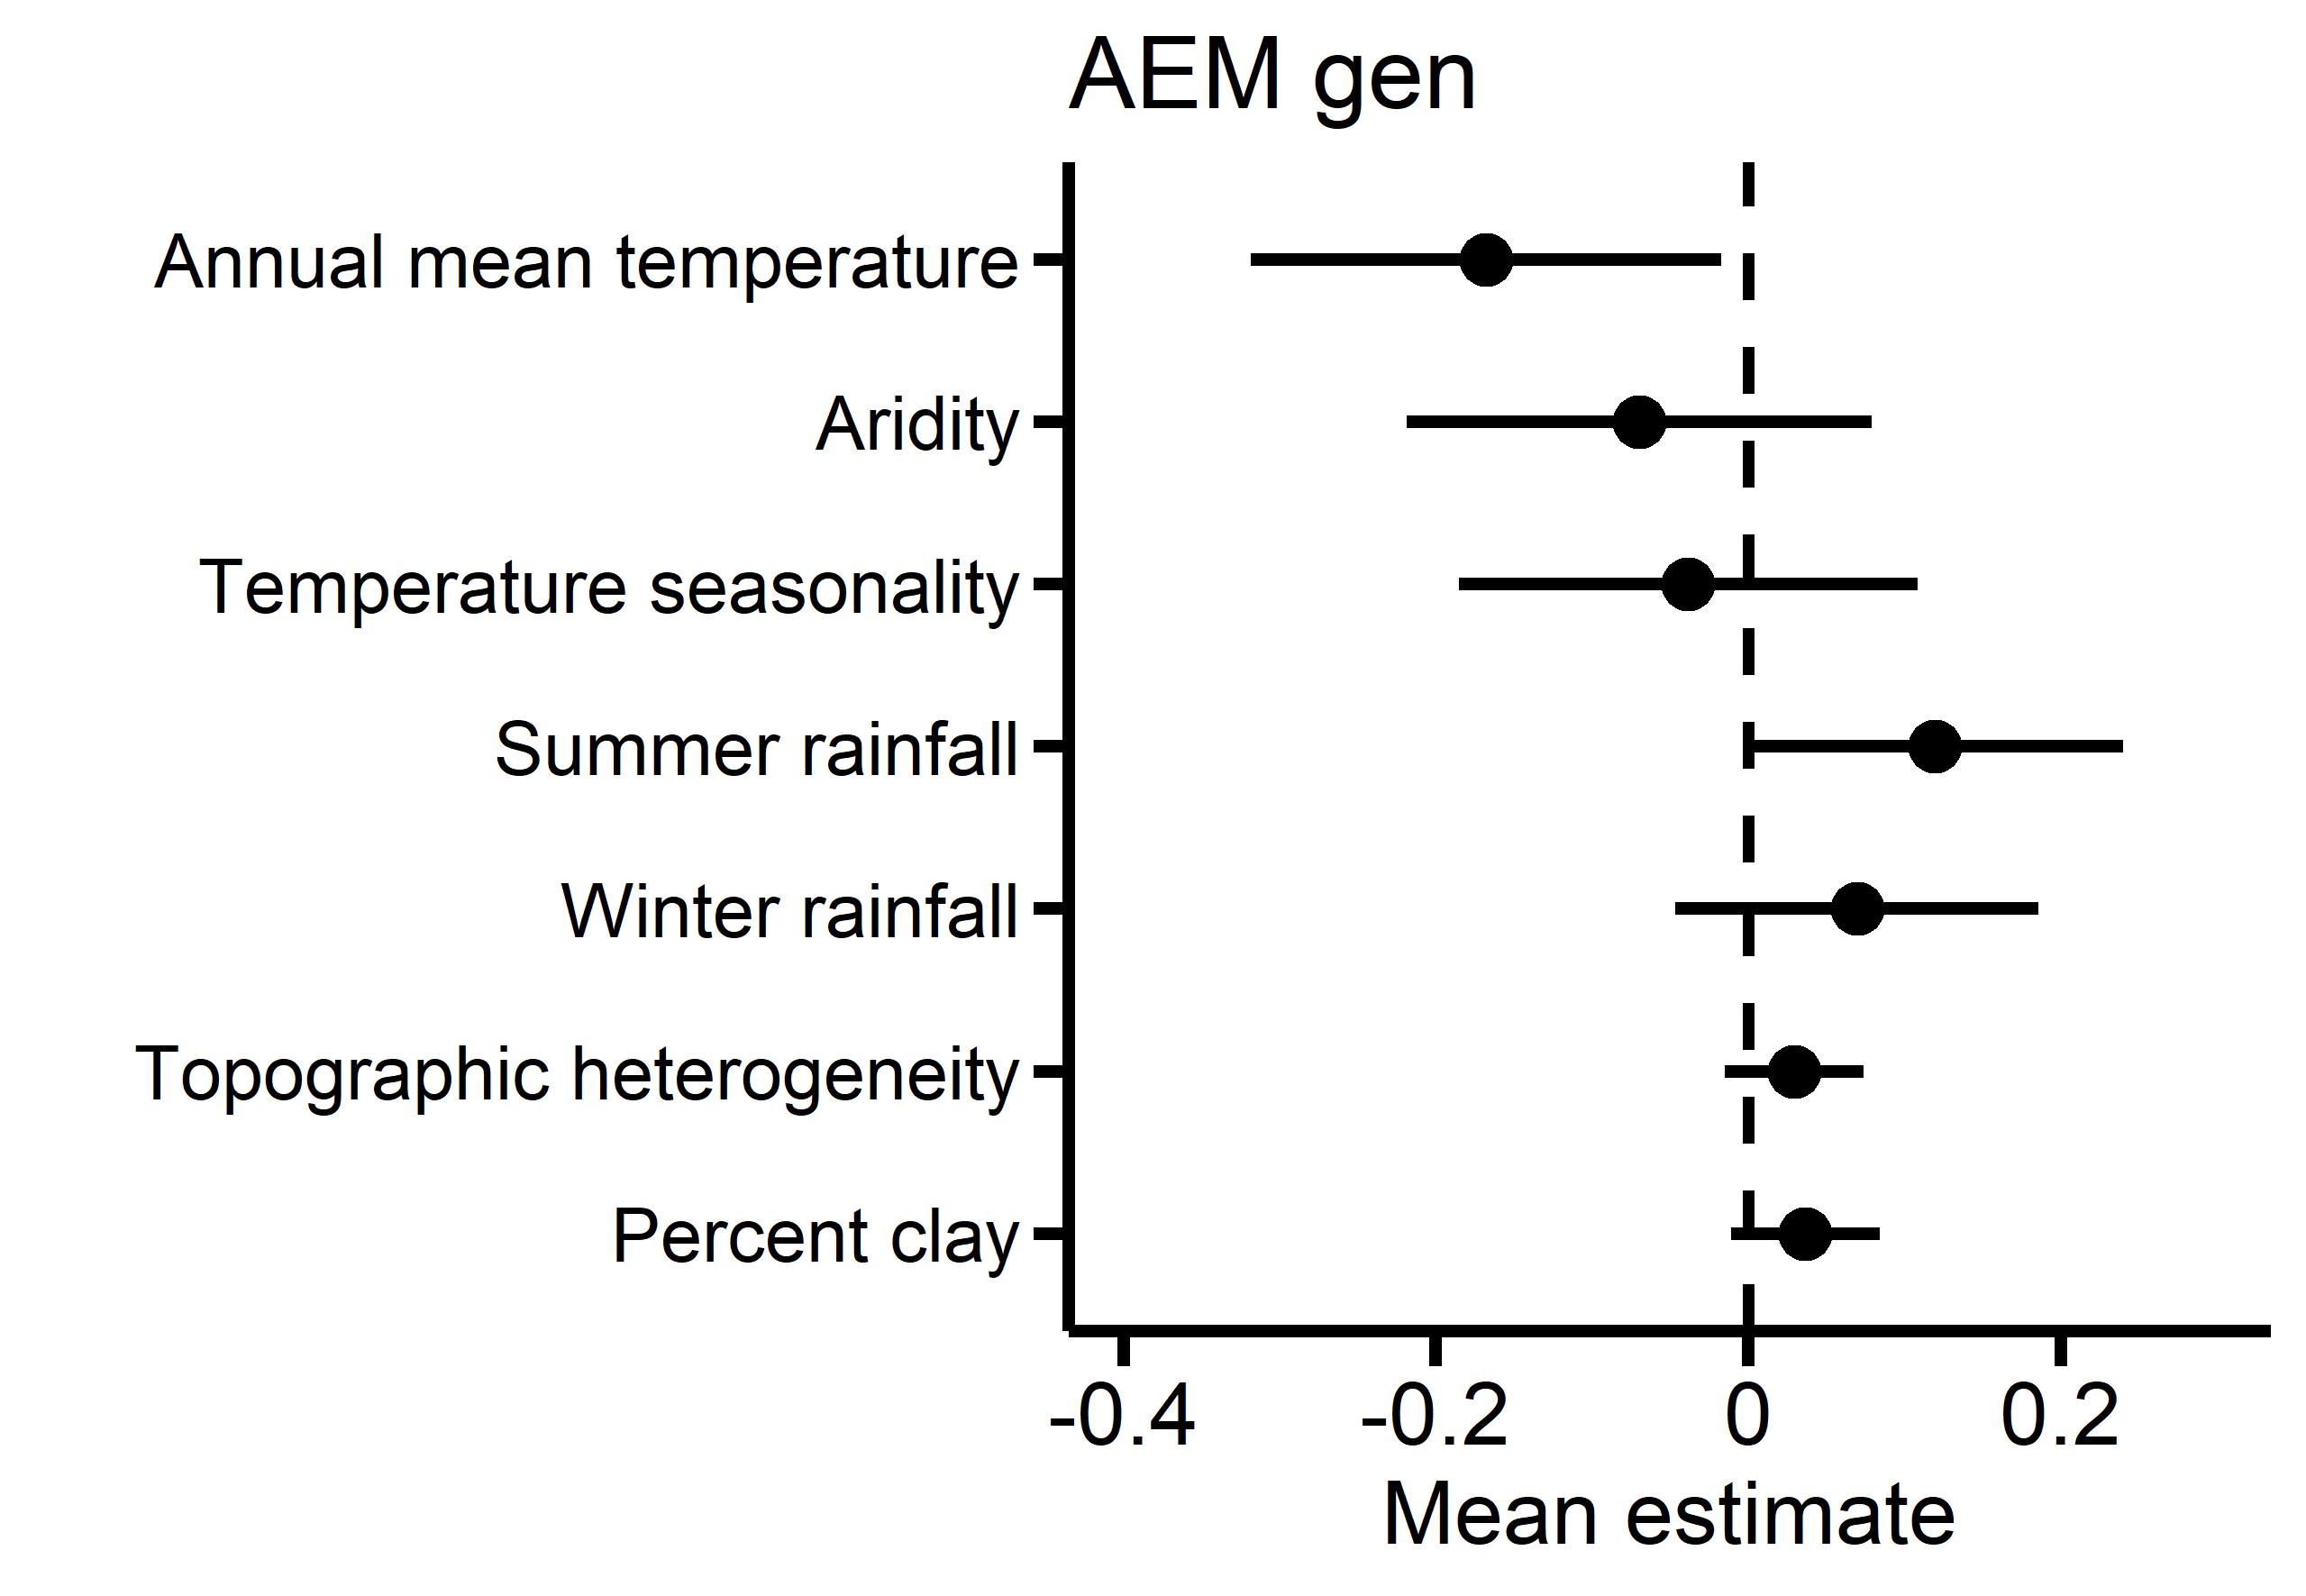 AEM gen
Annual mean temperature
Aridity
Temperature seasonality
Summer rainfall
Winter rainfall
Topographic heterogeneity
Percent clay
-0.4 -0.2 0 0.2
Mean estimate